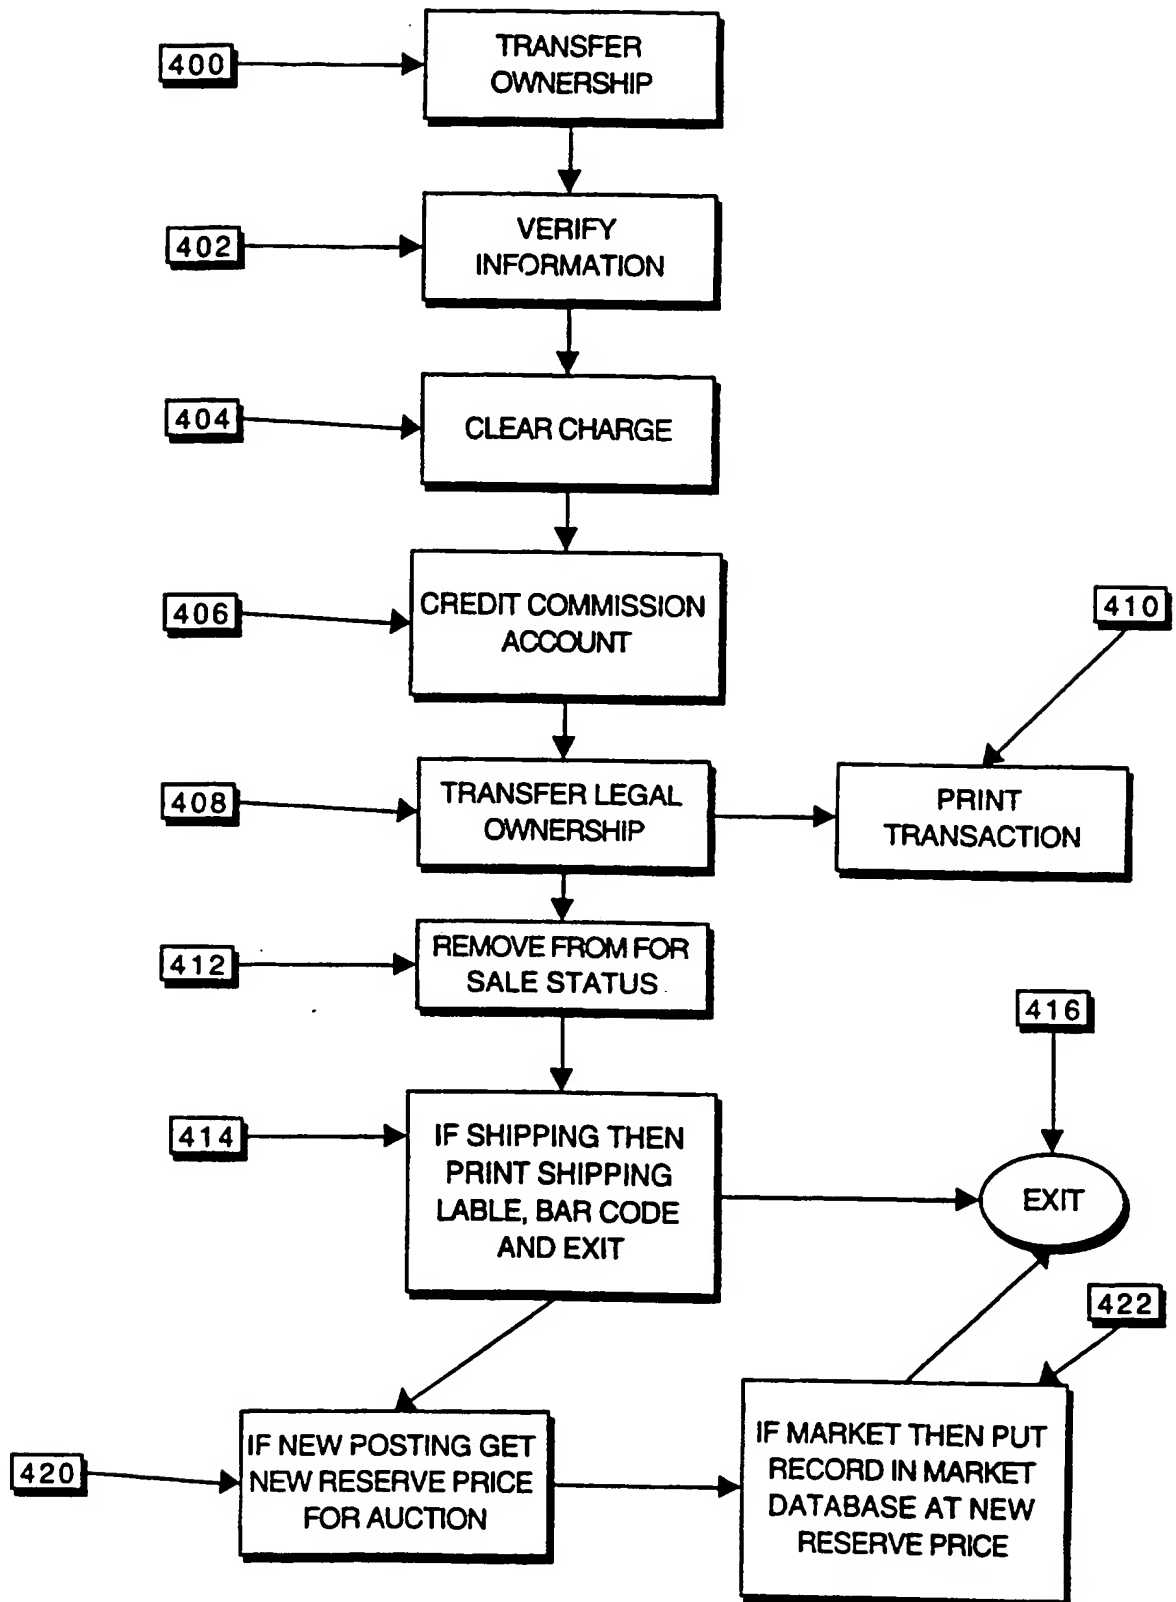 400
TRANSFER
OWNERSHIP
402
VERIFY
INFORMATION
404
CLEAR CHARGE
406
CREDIT COMMISSION
ACCOUNT
410
408
TRANSFER LEGAL
OWNERSHIP
PRINT
TRANSACTION
412
REMOVE FROM FOR
SALE STATUS
416
414
IF SHIPPING THEN
PRINT SHIPPING
LABLE, BAR CODE
AND EXIT
EXIT
422
420
IF NEW POSTING GET
NEW RESERVE PRICE
FOR AUCTION
IF MARKET THEN PUT
RECORD IN MARKET
DATABASE AT NEW
RESERVE PRICE